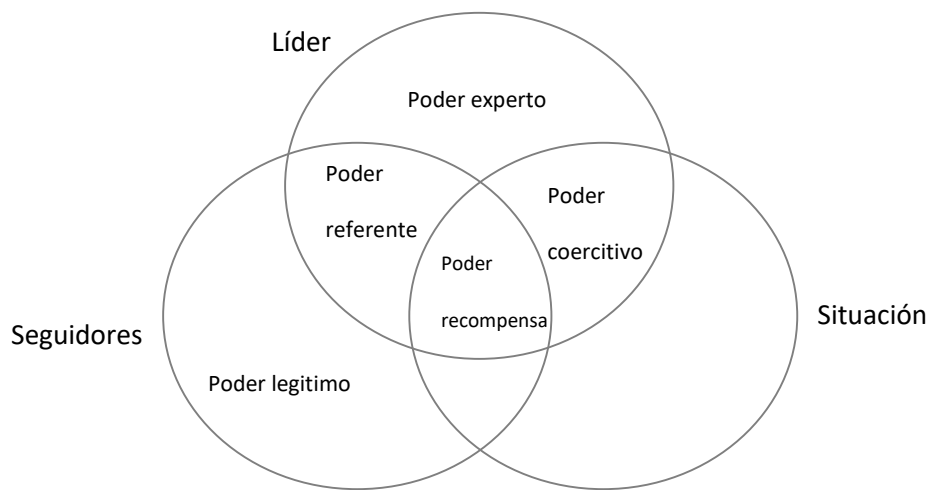 Líder
Poder experto
Poder
referente
Poder
coercitivo
Poder
recompensa
Seguidores
Situación
Poder legitimo